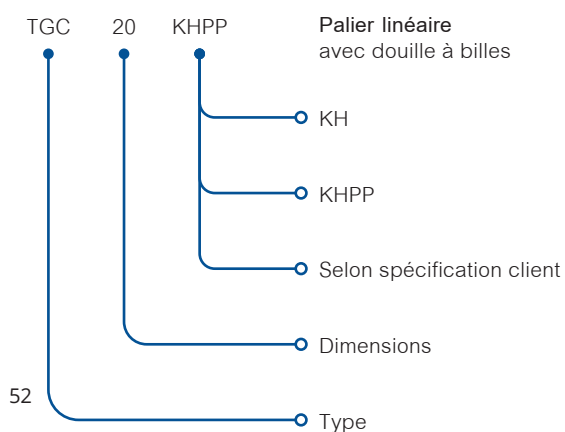 TGC 20 KHPP Palier linéaire
avec douille à billes
KH
KHPP
Selon spécification client
Dimensions
52
Type